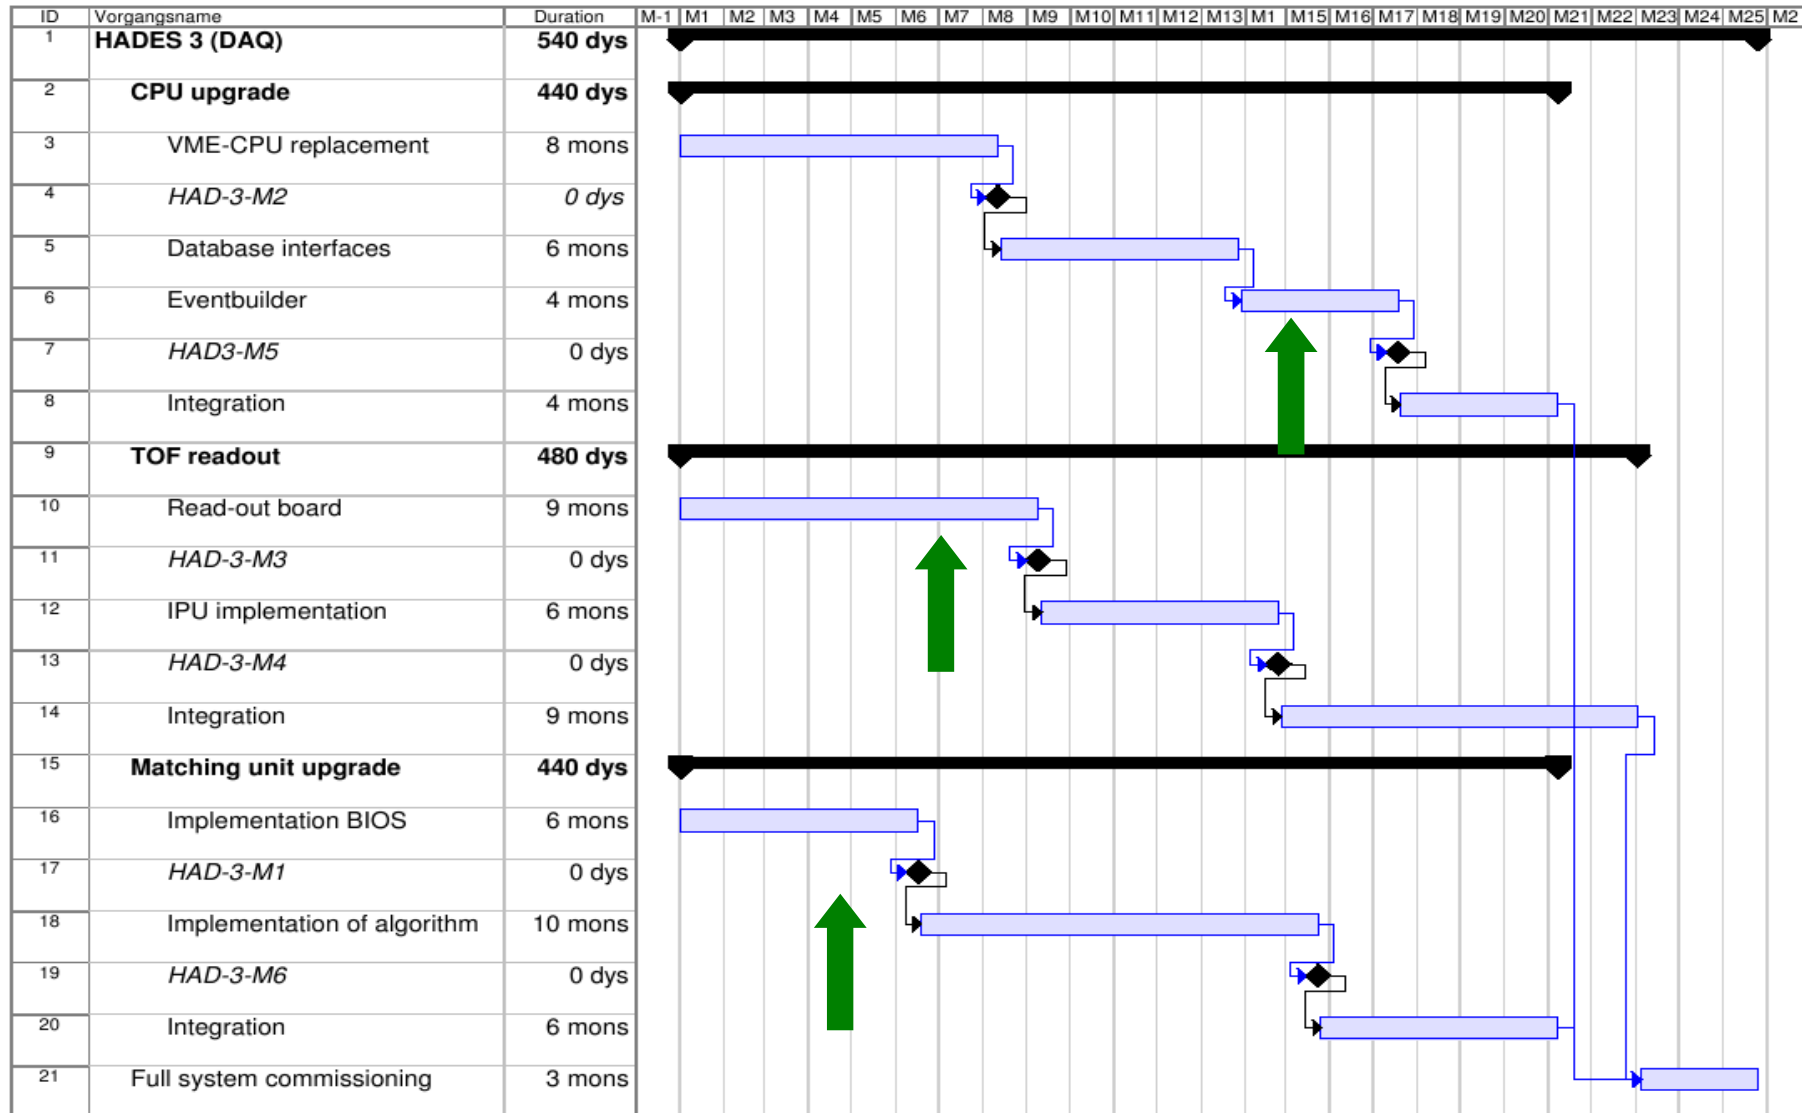 ID Vorgangsname Duration M-1 M1 M2 M3 M4 M5 M6 M7 M8 M9 M10 M11 M12 M13 M1 M15 M16 M17 M18 M19 M20 M21 M22 M23 M24 M25 M2
1 HADES 3 (DAQ) 540 dys
2 CPU upgrade 440 dys
3 VME-CPU replacement 8 mons
4 HAD-3-M2 0 dys
5 Database interfaces 6 mons
6 Eventbuilder 4 mons
7 HAD3-M5 0 dys
8 Integration 4 mons
9 TOF readout 480 dys
10 Read-out board 9 mons
11 HAD-3-M3 0 dys
12 IPU implementation 6 mons
13 HAD-3-M4 0 dys
14 Integration 9 mons
15 Matching unit upgrade 440 dys
16 Implementation BIOS 6 mons
17 HAD-3-M1 0 dys
18 Implementation of algorithm 10 mons
19 HAD-3-M6 0 dys
20 Integration 6 mons
21 Full system commissioning 3 mons